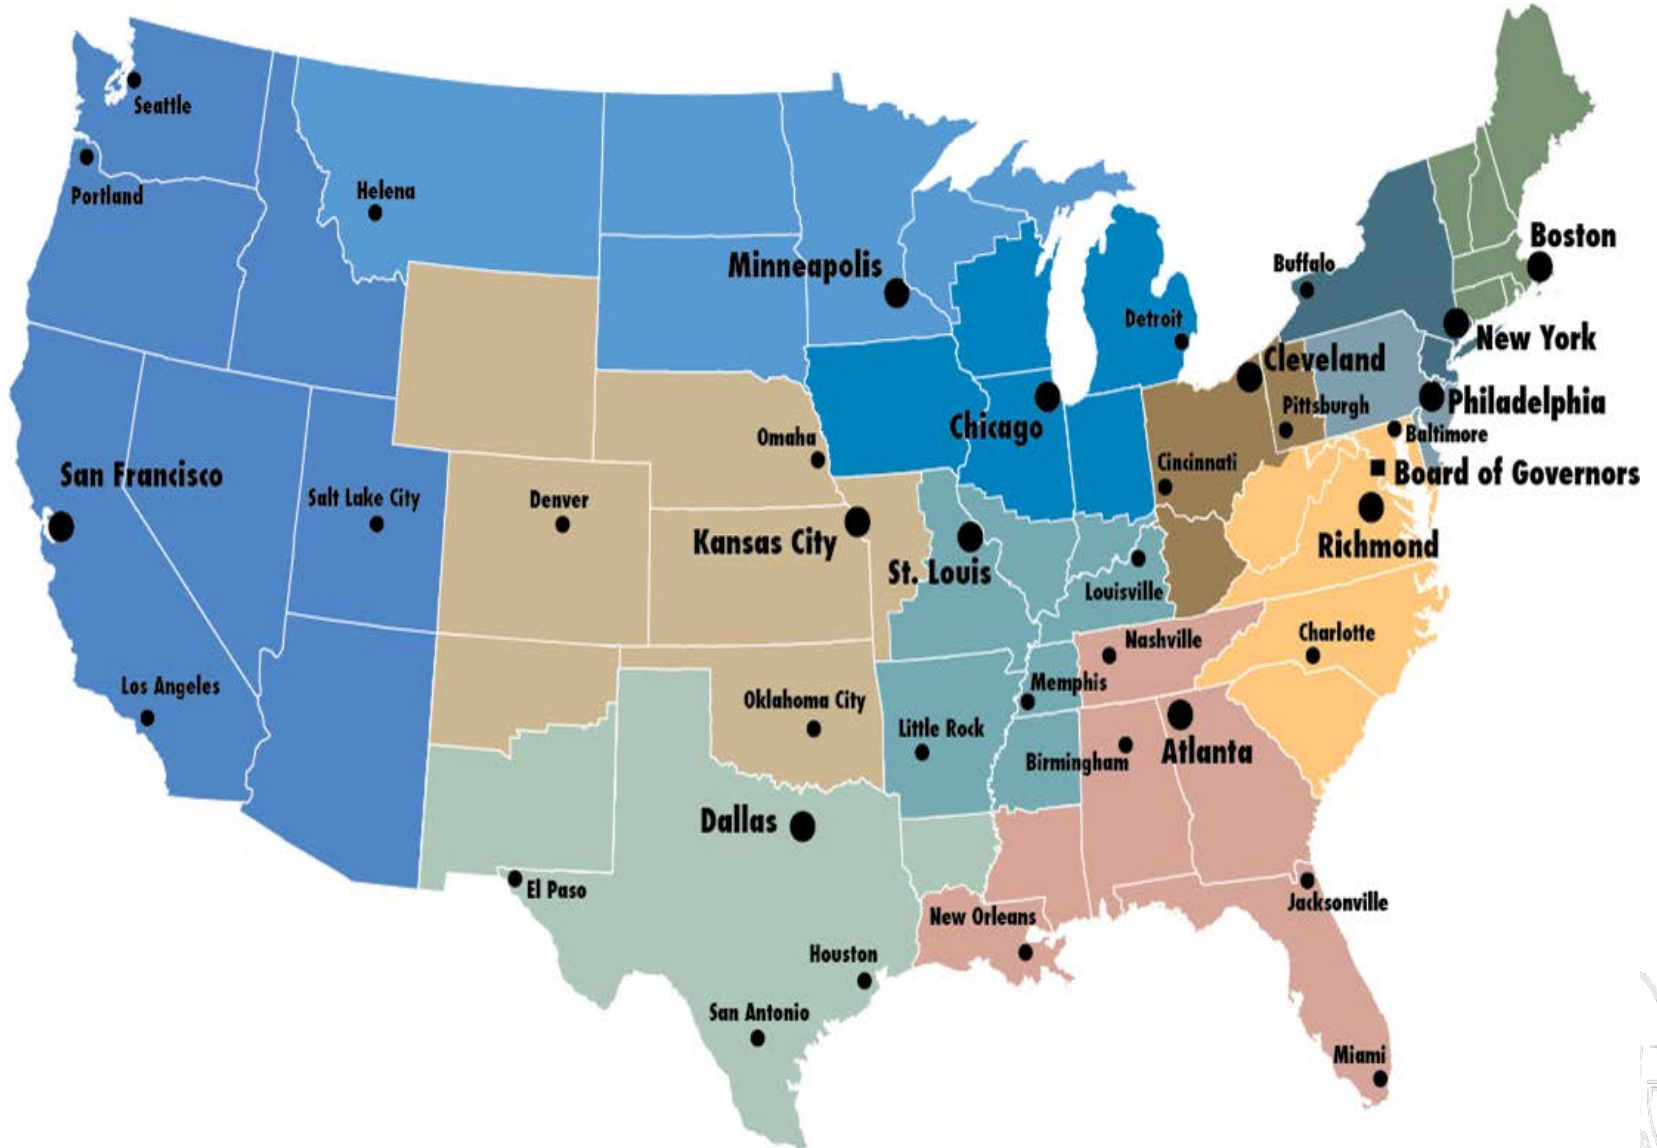 Seattle
Portland
Helena
Minneapolis
Boston
Buffalo
Detroit
New York
Cleveland
Pittsburgh
Philadelphia
Chicago
Baltimore
Omaha
Cincinnati
Board of Governors
San Francisco
Salt Lake City
Denver
Kansas City
Richmond
St. Louis
Louisville
Nashville
Charlotte
Los Angeles
Memphis
Oklahoma City
Little Rock
Birmingham
Atlanta
Dallas
El Paso
Jacksonville
New Orleans
Houston
San Antonio
Miami